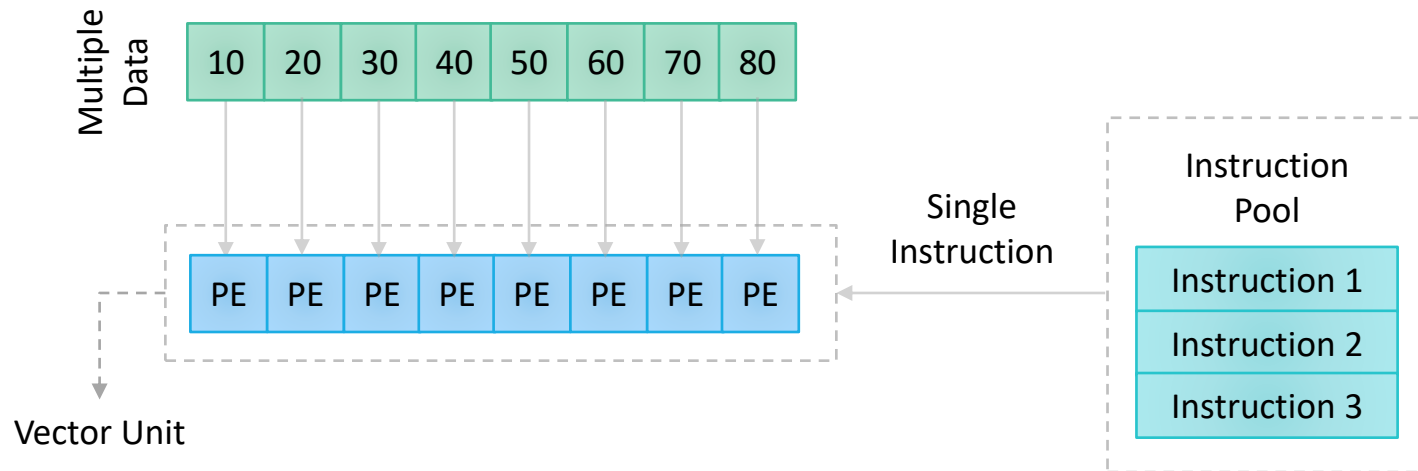 Multiple
Data
10 20 30 40 50 60 70 80
Instruction
Pool
Single
Instruction
PE PE PE PE PE PE PE PE
Instruction 1
Instruction 2
Instruction 3
Vector Unit